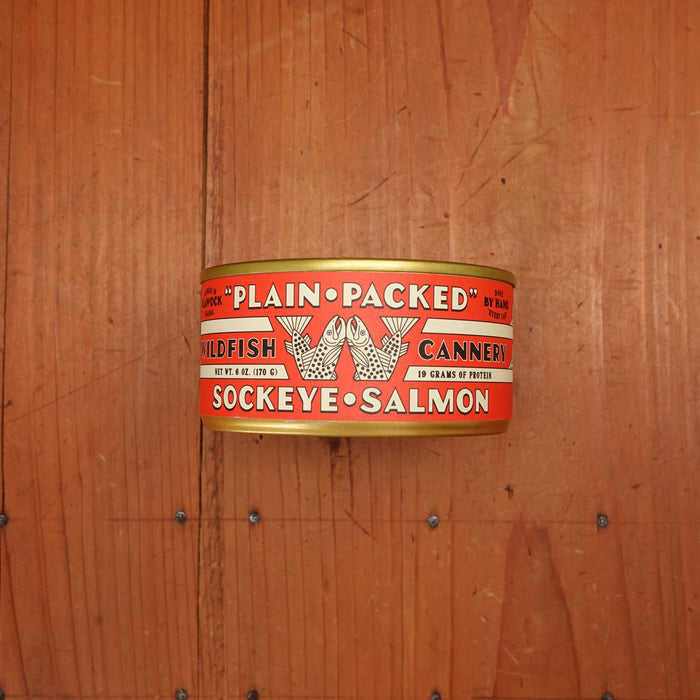 "PLAIN•PACKED"
BY HAND
WILDFISH CANNERY
NET WT. 6 OZ. (170 G)
19 GRAMS OF PROTEIN
SOCKEYE•SALMON